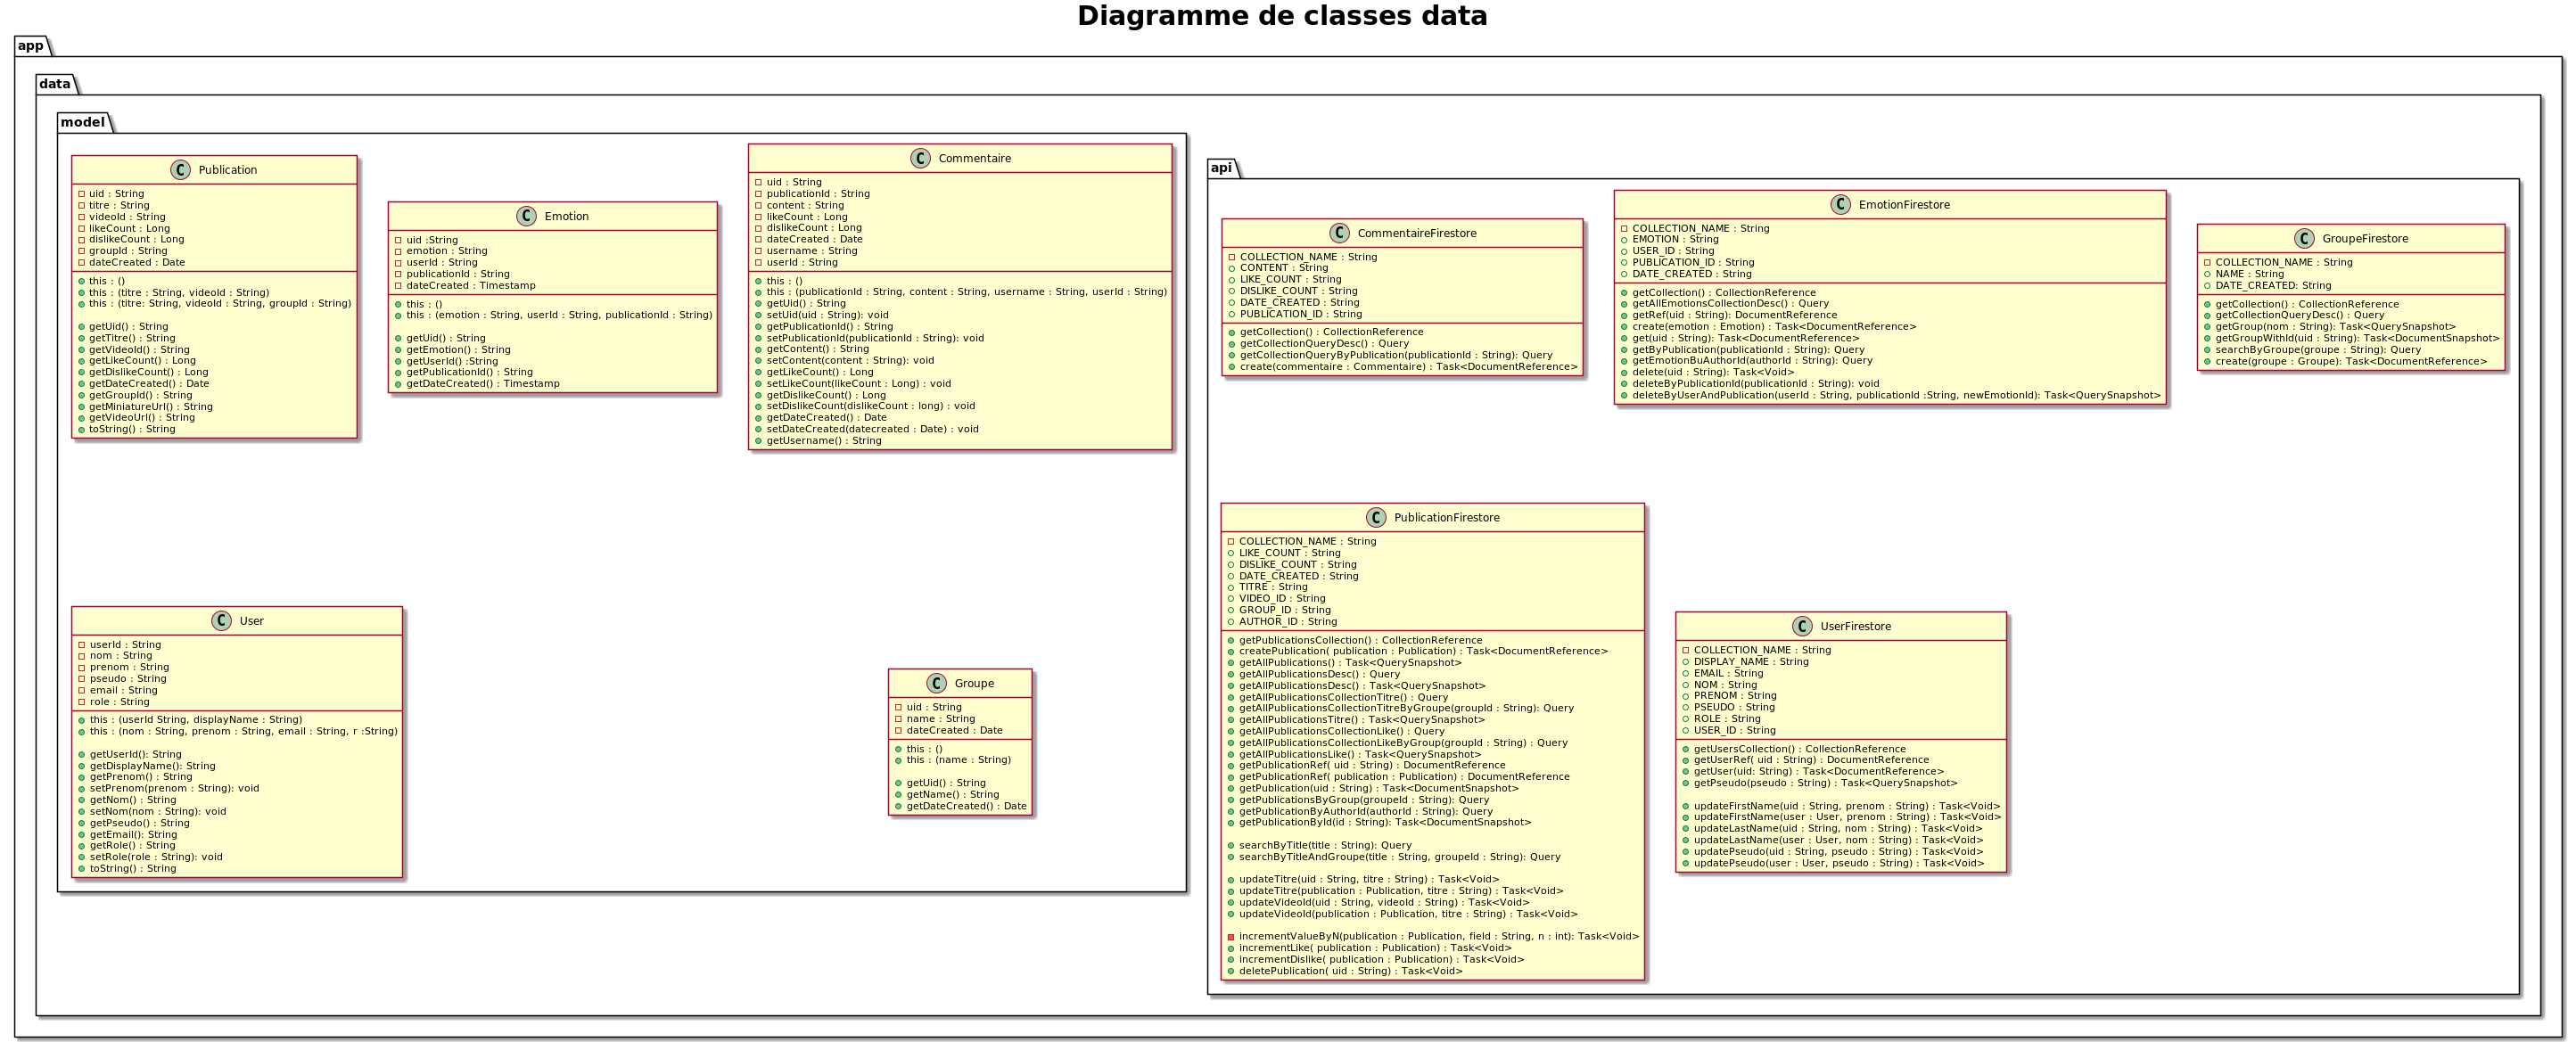 Diagramme de classes data
app
data
model
Publication
uid : String
titre : String
videoId : String
likeCount : Long
dislikeCount : Long
groupId : String
dateCreated : Date
this : ()
this : (titre : String, videoId : String)
this : (titre: String, videoId : String, groupId : String)
getUid() : String
getTitre() : String
getVideoId() : String
getLikeCount() : Long
getDislikeCount() : Long
getDateCreated() : Date
getGroupId() : String
getMiniatureUrl() : String
getVideoUrl() : String
toString() : String
Emotion
uid :String
emotion : String
userId : String
publicationId : String
dateCreated : Timestamp
this : ()
this : (emotion : String, userId : String, publicationId : String)
getUid() : String
getEmotion() : String
getUserId() :String
getPublicationId() : String
getDateCreated() : Timestamp
Commentaire
uid : String
publicationId : String
content : String
likeCount : Long
dislikeCount : Long
dateCreated : Date
username : String
userId : String
this : ()
this : (publicationId : String, content : String, username : String, userId : String)
getUid() : String
setUid(uid : String): void
getPublicationId() : String
setPublicationId(publicationId : String): void
getContent() : String
setContent(content : String): void
getLikeCount() : Long
setLikeCount(likeCount : Long) : void
getDislikeCount() : Long
setDislikeCount(dislikeCount : long) : void
getDateCreated() : Date
setDateCreated(datecreated : Date) : void
getUsername() : String
User
userId : String
nom : String
prenom : String
pseudo : String
email : String
role : String
this : (userId String, displayName : String)
this : (nom : String, prenom : String, email : String, r :String)
getUserId(): String
getDisplayName(): String
getPrenom() : String
setPrenom(prenom : String): void
getNom() : String
setNom(nom : String): void
getPseudo() : String
getEmail(): String
getRole() : String
setRole(role : String): void
toString() : String
Groupe
uid : String
name : String
dateCreated : Date
this : ()
this : (name : String)
getUid() : String
getName() : String
getDateCreated() : Date
api
CommentaireFirestore
COLLECTION_NAME : String
CONTENT : String
LIKE_COUNT : String
DISLIKE_COUNT : String
DATE_CREATED : String
PUBLICATION_ID : String
getCollection() : CollectionReference
getCollectionQueryDesc() : Query
getCollectionQueryByPublication(publicationId : String): Query
create(commentaire : Commentaire) : Task<DocumentReference>
EmotionFirestore
COLLECTION_NAME : String
EMOTION : String
USER_ID : String
PUBLICATION_ID : String
DATE_CREATED : String
getCollection() : CollectionReference
getAllEmotionsCollectionDesc() : Query
getRef(uid : String): DocumentReference
create(emotion : Emotion) : Task<DocumentReference>
get(uid : String): Task<DocumentReference>
getByPublication(publicationId : String): Query
getEmotionBuAuthorId(authorId : String): Query
delete(uid : String): Task<Void>
deleteByPublicationId(publicationId : String): void
deleteByUserAndPublication(userId : String, publicationId :String, newEmotionId): Task<QuerySnapshot>
GroupeFirestore
COLLECTION_NAME : String
NAME : String
DATE_CREATED: String
getCollection() : CollectionReference
getCollectionQueryDesc() : Query
getGroup(nom : String): Task<QuerySnapshot>
getGroupWithId(uid : String): Task<DocumentSnapshot>
searchByGroupe(groupe : String): Query
create(groupe : Groupe): Task<DocumentReference>
PublicationFirestore
COLLECTION_NAME : String
LIKE_COUNT : String
DISLIKE_COUNT : String
DATE_CREATED : String
TITRE : String
VIDEO_ID : String
GROUP_ID : String
AUTHOR_ID : String
getPublicationsCollection() : CollectionReference
createPublication( publication : Publication) : Task<DocumentReference>
getAllPublications() : Task<QuerySnapshot>
getAllPublicationsDesc() : Query
getAllPublicationsDesc() : Task<QuerySnapshot>
getAllPublicationsCollectionTitre() : Query
getAllPublicationsCollectionTitreByGroupe(groupId : String): Query
getAllPublicationsTitre() : Task<QuerySnapshot>
getAllPublicationsCollectionLike() : Query
getAllPublicationsCollectionLikeByGroup(groupId : String) : Query
getAllPublicationsLike() : Task<QuerySnapshot>
getPublicationRef( uid : String) : DocumentReference
getPublicationRef( publication : Publication) : DocumentReference
getPublication(uid : String) : Task<DocumentSnapshot>
getPublicationsByGroup(groupeId : String): Query
getPublicationByAuthorId(authorId : String): Query
getPublicationById(id : String): Task<DocumentSnapshot>
searchByTitle(title : String): Query
searchByTitleAndGroupe(title : String, groupeId : String): Query
updateTitre(uid : String, titre : String) : Task<Void>
updateTitre(publication : Publication, titre : String) : Task<Void>
updateVideoId(uid : String, videoId : String) : Task<Void>
updateVideoId(publication : Publication, titre : String) : Task<Void>
incrementValueByN(publication : Publication, field : String, n : int): Task<Void>
incrementLike( publication : Publication) : Task<Void>
incrementDislike( publication : Publication) : Task<Void>
deletePublication( uid : String) : Task<Void>
UserFirestore
COLLECTION_NAME : String
DISPLAY_NAME : String
EMAIL : String
NOM : String
PRENOM : String
PSEUDO : String
ROLE : String
USER_ID : String
getUsersCollection() : CollectionReference
getUserRef( uid : String) : DocumentReference
getUser(uid: String) : Task<DocumentReference>
getPseudo(pseudo : String) : Task<QuerySnapshot>
updateFirstName(uid : String, prenom : String) : Task<Void>
updateFirstName(user : User, prenom : String) : Task<Void>
updateLastName(uid : String, nom : String) : Task<Void>
updateLastName(user : User, nom : String) : Task<Void>
updatePseudo(uid : String, pseudo : String) : Task<Void>
updatePseudo(user : User, pseudo : String) : Task<Void>